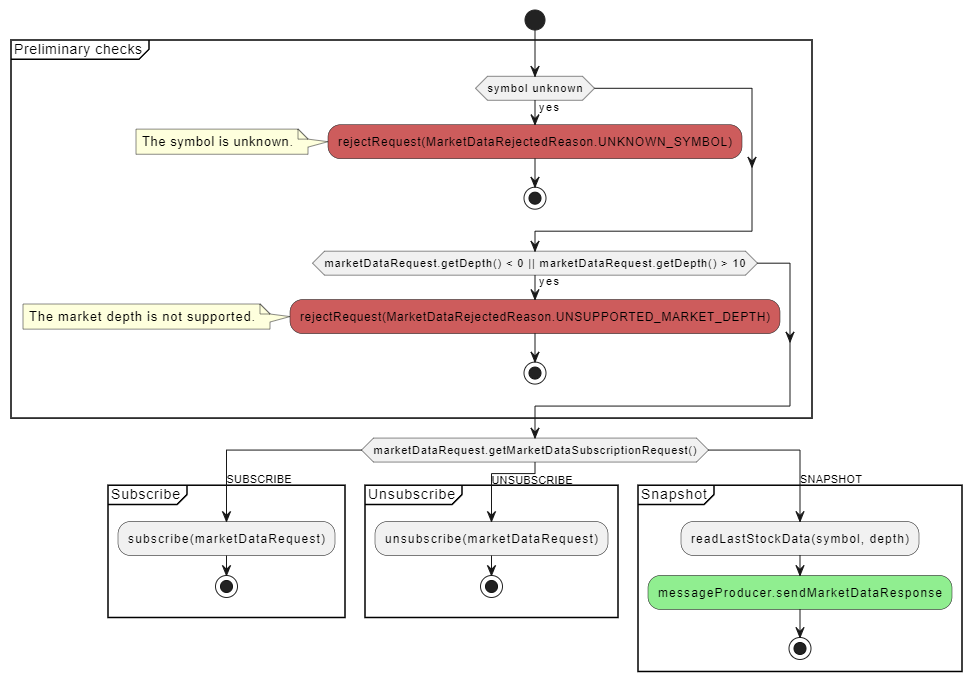 Preliminary checks
symbol unknown
yes
The symbol is unknown.
rejectRequest(MarketDataRejectedReason.UNKNOWN_SYMBOL)
marketDataRequest.getDepth() < 0 || marketDataRequest.getDepth() > 10
yes
The market depth is not supported.
rejectRequest(MarketDataRejectedReason.UNSUPPORTED_MARKET_DEPTH)
marketDataRequest.getMarketDataSubscriptionRequest()
SUBSCRIBE
UNSUBSCRIBE
SNAPSHOT
Subscribe
Unsubscribe
Snapshot
subscribe(marketDataRequest)
unsubscribe(marketDataRequest)
readLastStockData(symbol, depth)
messageProducer.sendMarketDataResponse